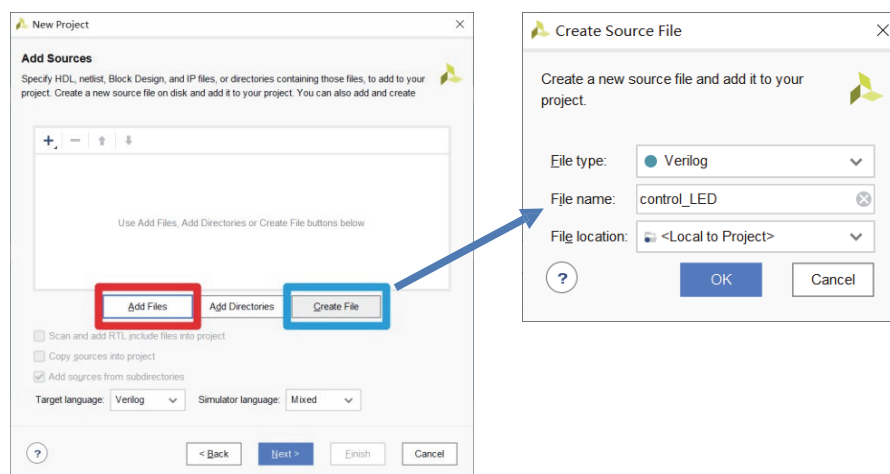 New Project
Add Sources
Specify HDL, netlist, Block Design, and IP files, or directories containing those files, to add to your
project. Create a new source file on disk and add it to your project. You can also add and create
Use Add Files, Add Directories or Create File buttons below
Add Files Add Directories Create File
Scan and add RTL include files into project
Copy sources into project
Add sources from subdirectories
Target language: Verilog Simulator language: Mixed
? < Back Next > Finish Cancel
Create Source File
Create a new source file and add it to your
project.
File type: Verilog
File name: control_LED
File location: <Local to Project>
? OK Cancel